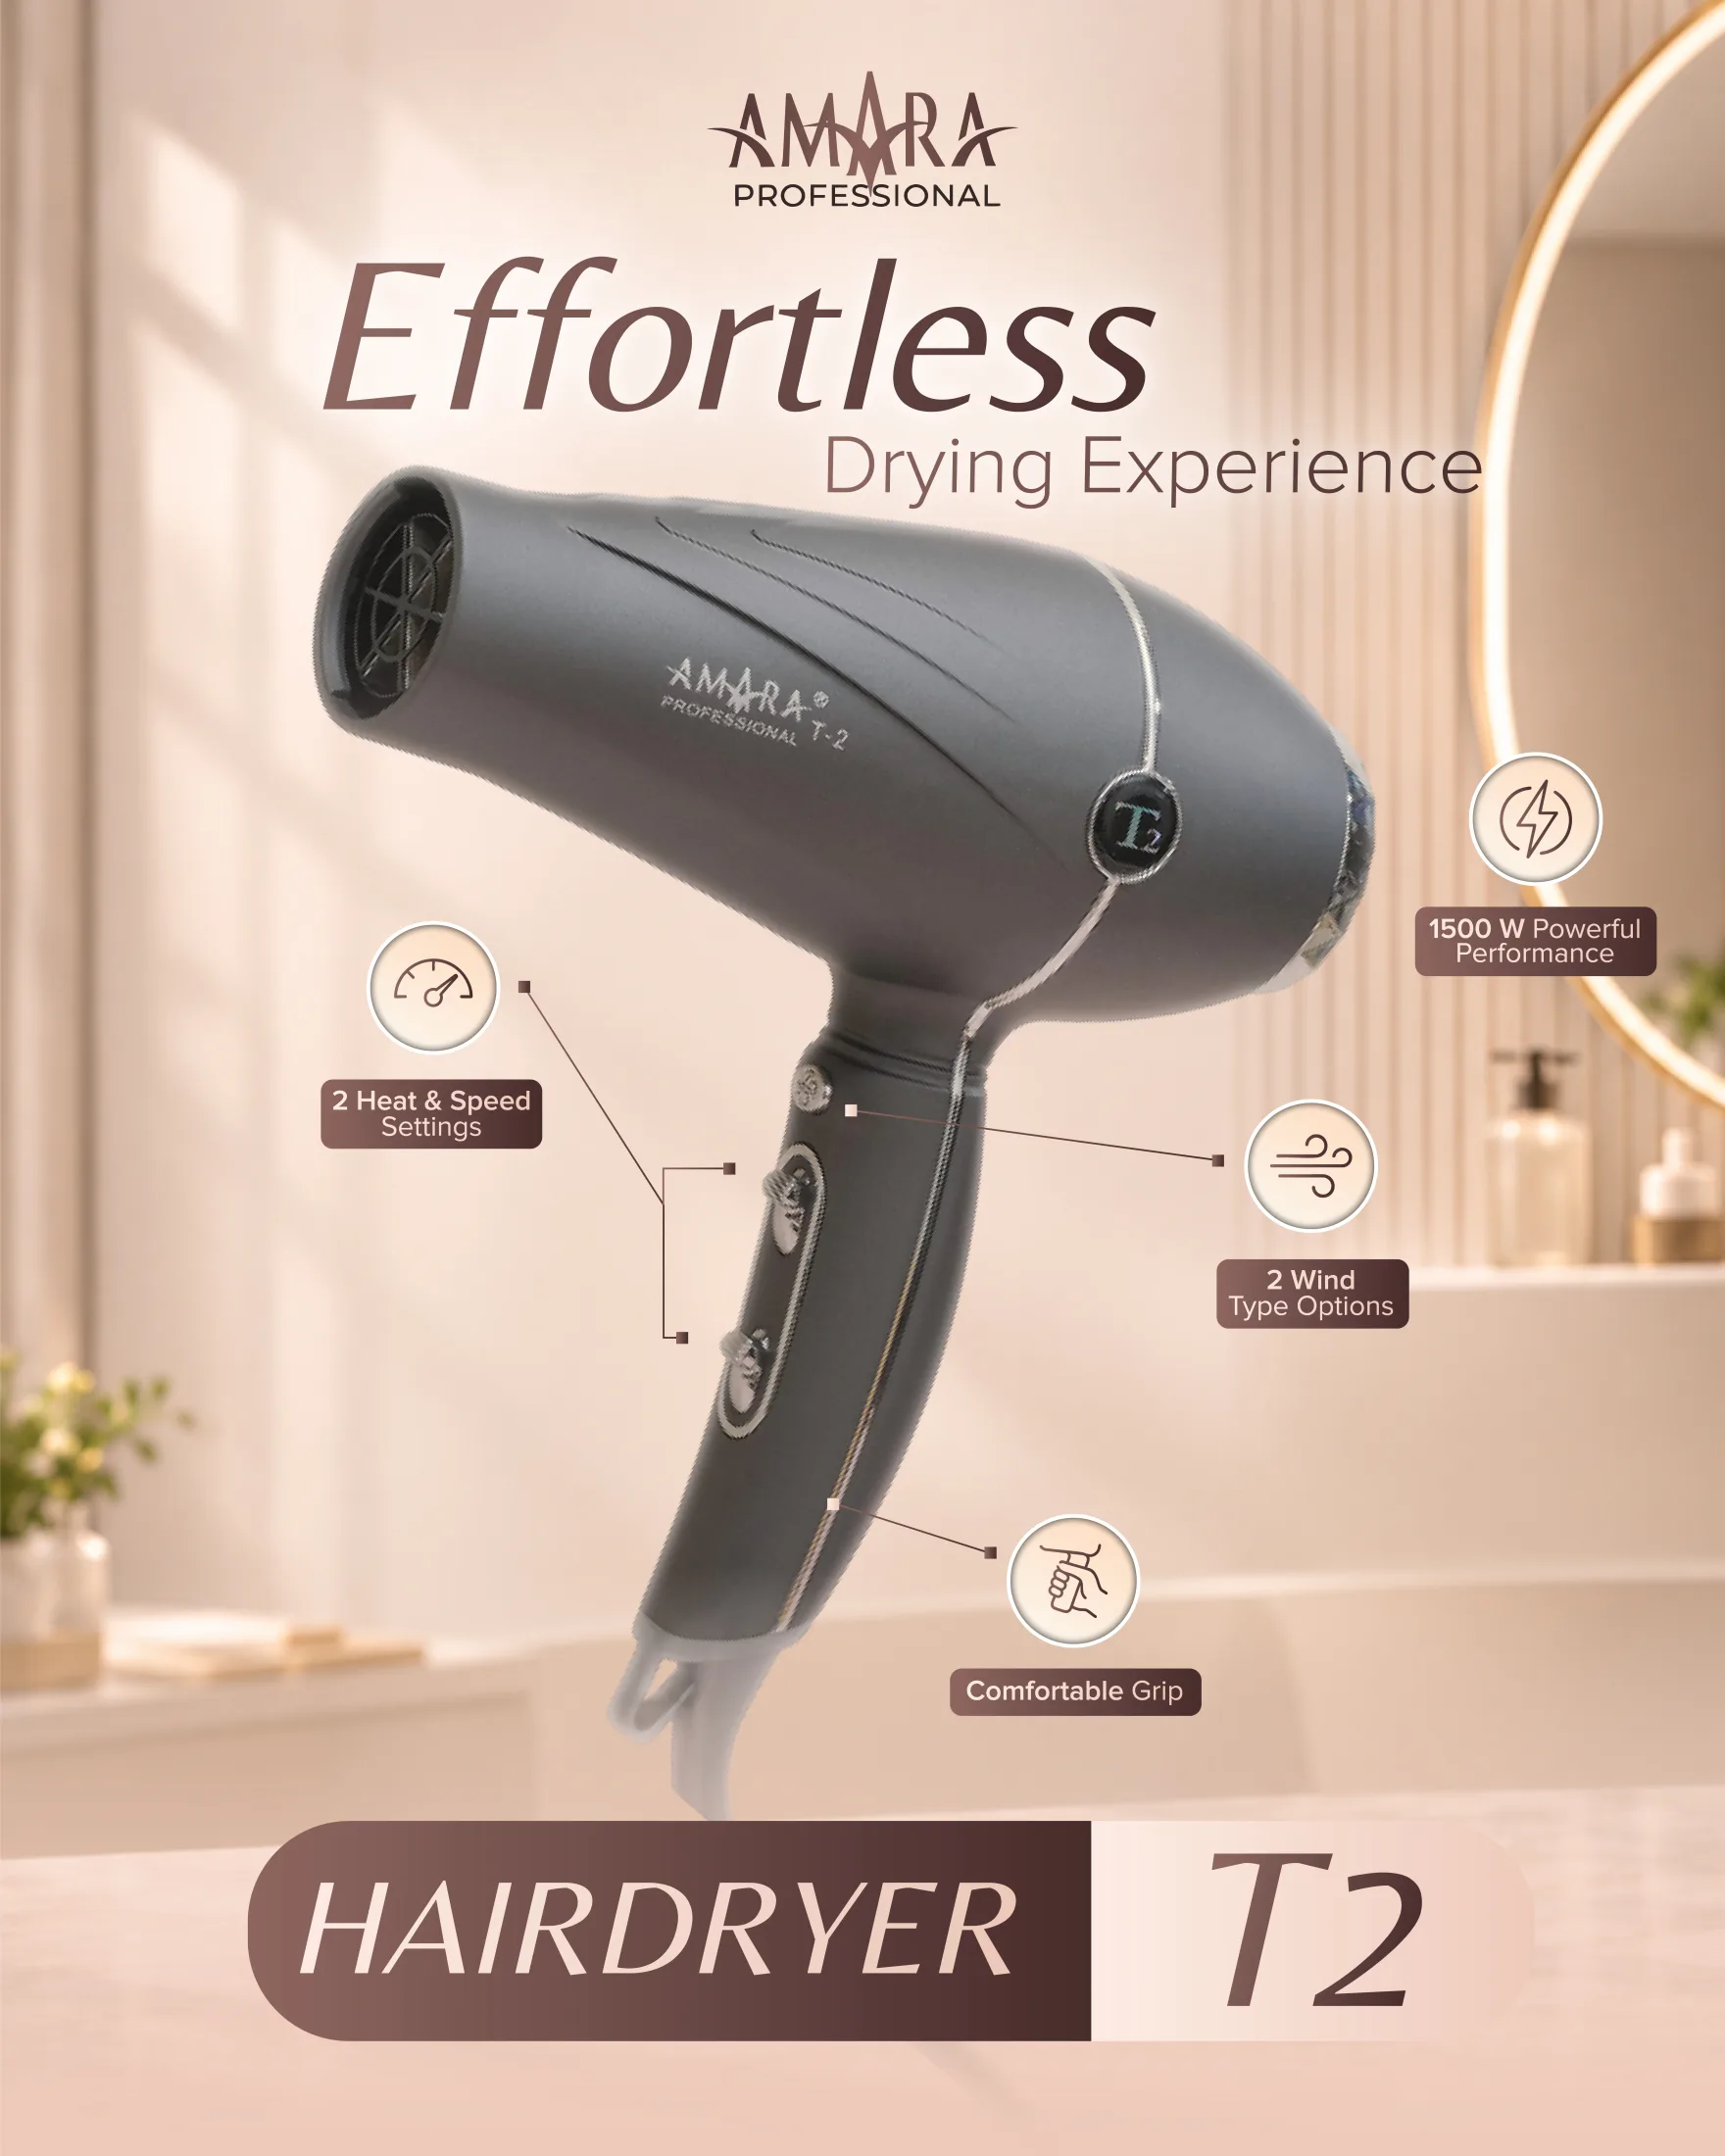 AMARA
PROFESSIONAL
Effortless
Drying Experience
AMARA®
PROFESSIONAL T-2
T2
1500 W Powerful
Performance
2 Heat & Speed
Settings
2 Wind
Type Options
Comfortable Grip
HAIRDRYER
T2